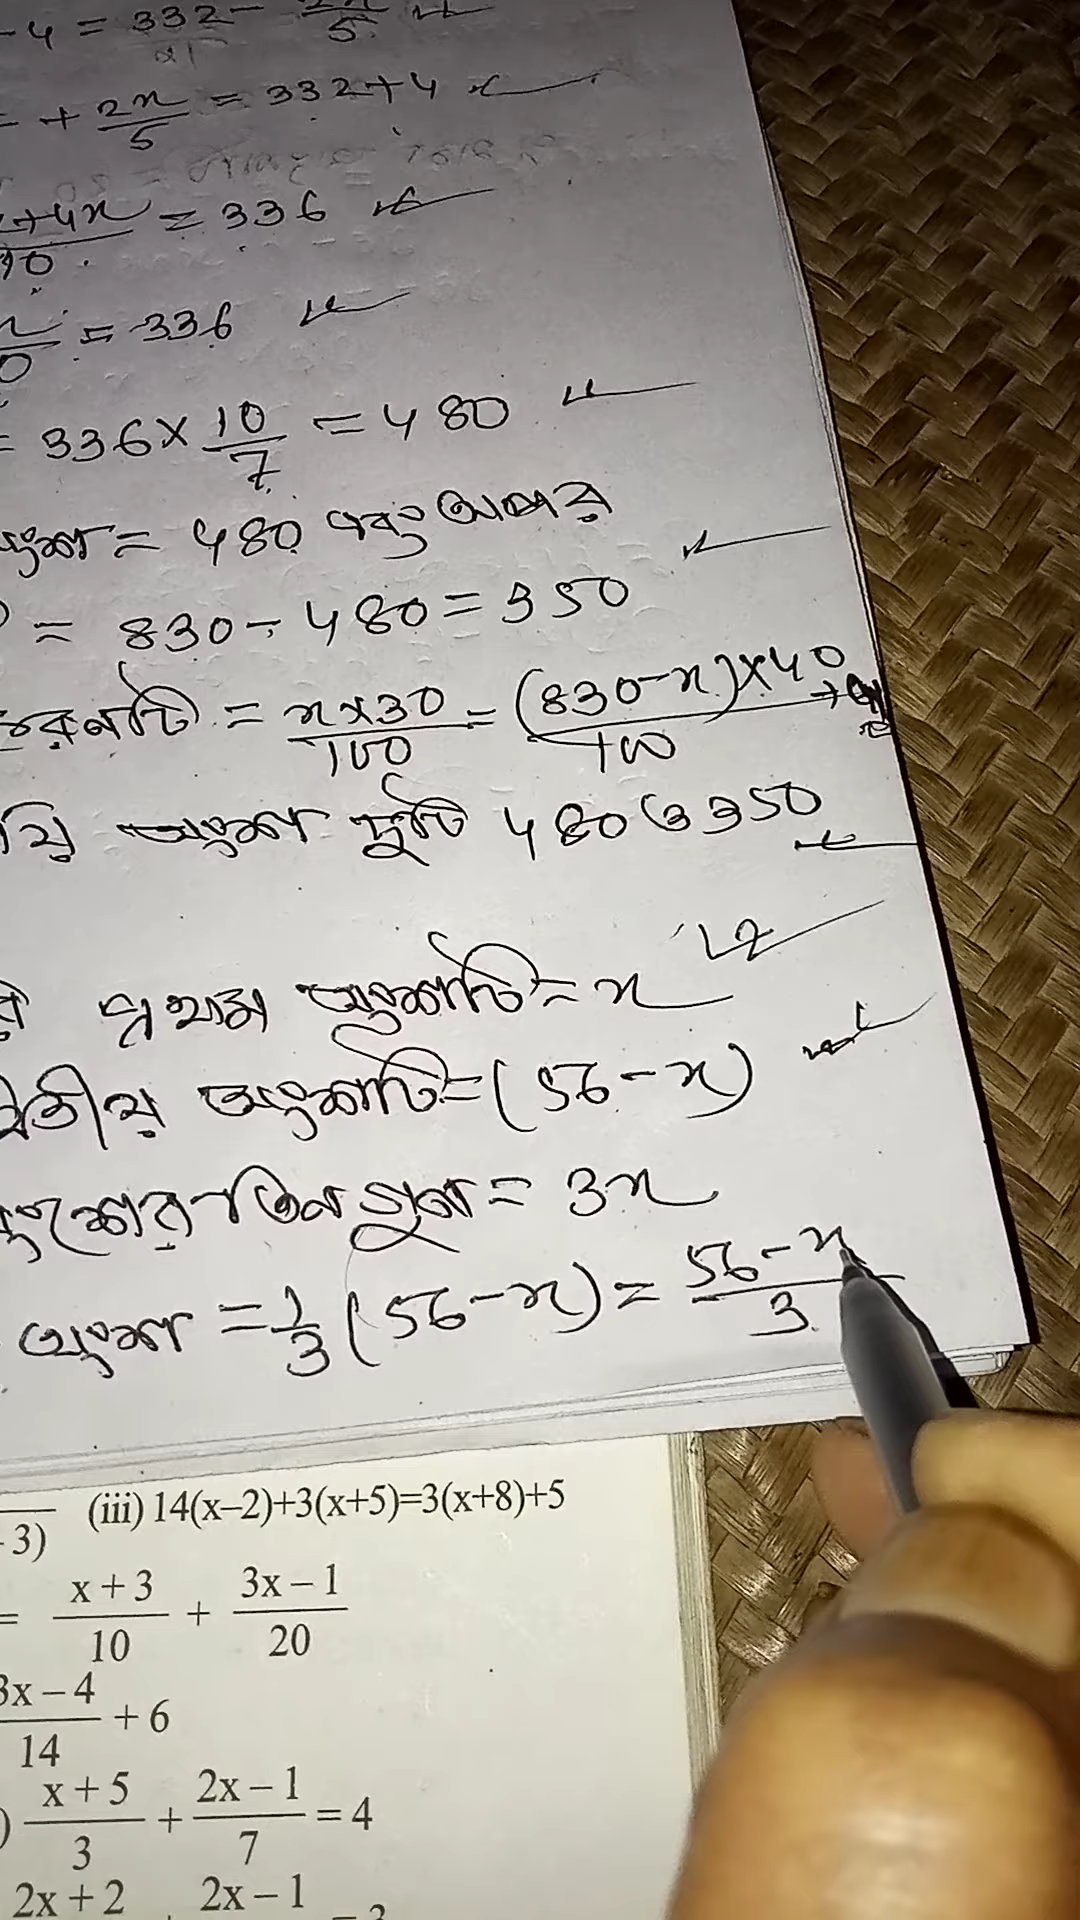 -4 = 332 - 2x/5
+ 2x/5 = 332+4
+4x/10 = 336
= 336
= 336 × 10/7 = 480
= 480 এবং অপর
= 830 - 480 = 350
= x×30/100 = (830-x)×40/100 +
অংশ দুটি 480 ও 350
প্রথম অংশটি = x
দ্বিতীয় অংশটি = (56-x)
অংশের তিনগুন = 3x
অংশ = 1/3 (56-x) = 56-x/3
3) (iii) 14(x–2)+3(x+5)=3(x+8)+5
= x+3/10 + 3x–1/20
3x–4/14 +6
) x+5/3 + 2x–1/7 = 4
2x+2 2x–1